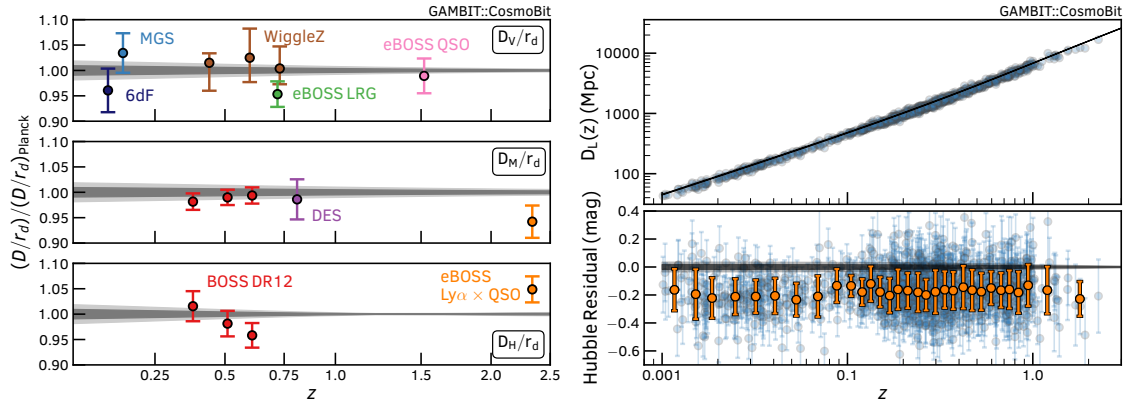 GAMBIT::CosmoBit
1.10
1.05
1.00
0.95
0.90
MGS
6dF
WiggleZ
eBOSS LRG
eBOSS QSO
D_V/r_d
1.10
1.05
1.00
0.95
0.90
DES
D_M/r_d
(D/r_d)/(D/r_d)_Planck
1.10
1.05
1.00
0.95
0.90
BOSS DR12
eBOSS
Lyα × QSO
D_H/r_d
0.25 0.5 0.75 1.0 1.5 2.0 2.5
z
GAMBIT::CosmoBit
10000
1000
100
D_L(z) (Mpc)
0.4
0.2
0.0
−0.2
−0.4
−0.6
Hubble Residual (mag)
0.001 0.1 1.0
z